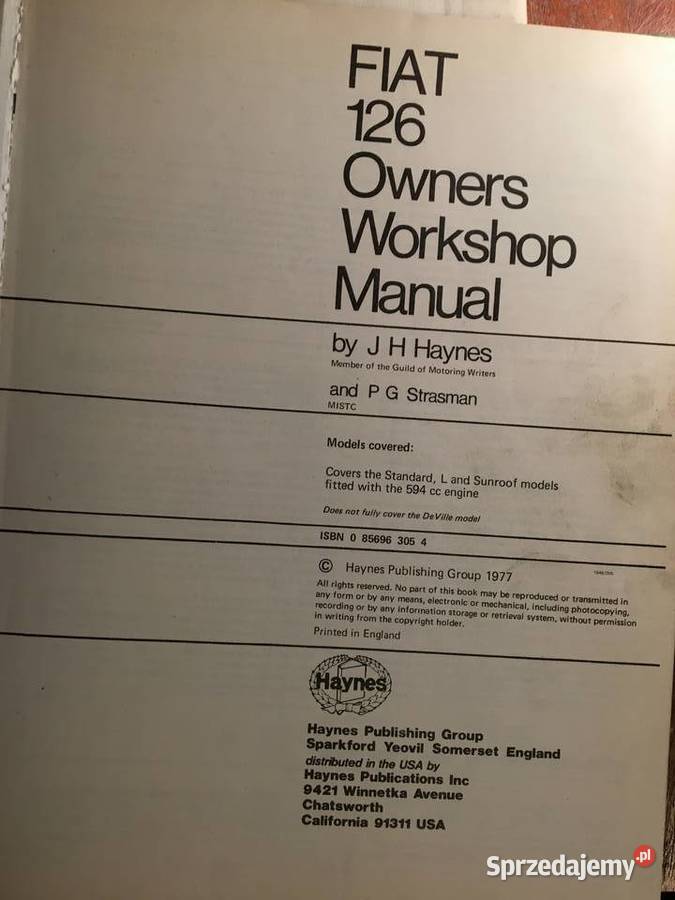 FIAT
126
Owners
Workshop
Manual
by J H Haynes
Member of the Guild of Motoring Writers
and P G Strasman
MISTC
Models covered:
Covers the Standard, L and Sunroof models
fitted with the 594 cc engine
Does not fully cover the DeVille model
ISBN 0 85696 305 4
© Haynes Publishing Group 1977
All rights reserved. No part of this book may be reproduced or transmitted in
any form or by any means, electronic or mechanical, including photocopying,
recording or by any information storage or retrieval system, without permission
in writing from the copyright holder.
Printed in England
Haynes
Haynes Publishing Group
Sparkford Yeovil Somerset England
distributed in the USA by
Haynes Publications Inc
9421 Winnetka Avenue
Chatsworth
California 91311 USA
Sprzedajemy.pl